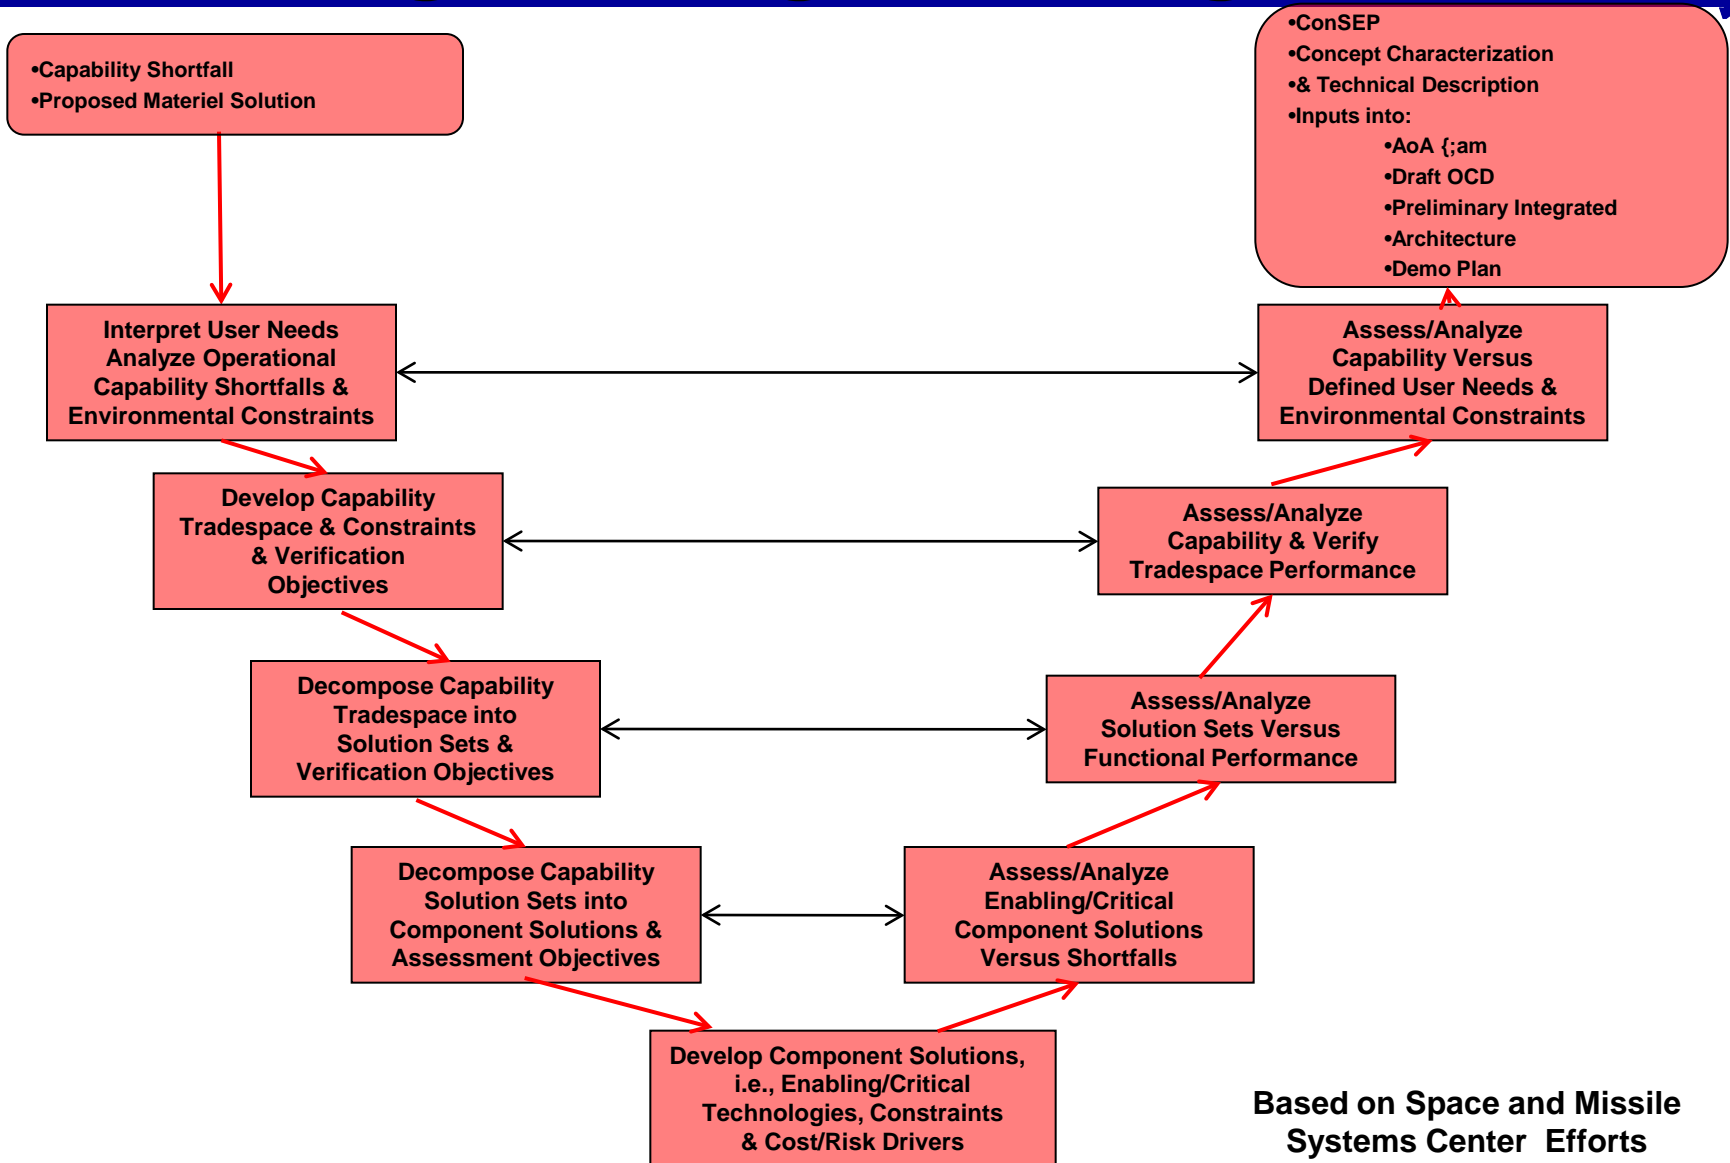 •Capability Shortfall
•Proposed Materiel Solution
•ConSEP
•Concept Characterization
•& Technical Description
•Inputs into:
•AoA {;am
•Draft OCD
•Preliminary Integrated
•Architecture
•Demo Plan
Interpret User Needs
Analyze Operational
Capability Shortfalls &
Environmental Constraints
Assess/Analyze
Capability Versus
Defined User Needs &
Environmental Constraints
Develop Capability
Tradespace & Constraints
& Verification
Objectives
Assess/Analyze
Capability & Verify
Tradespace Performance
Decompose Capability
Tradespace into
Solution Sets &
Verification Objectives
Assess/Analyze
Solution Sets Versus
Functional Performance
Decompose Capability
Solution Sets into
Component Solutions &
Assessment Objectives
Assess/Analyze
Enabling/Critical
Component Solutions
Versus Shortfalls
Develop Component Solutions,
i.e., Enabling/Critical
Technologies, Constraints
& Cost/Risk Drivers
Based on Space and Missile
Systems Center Efforts